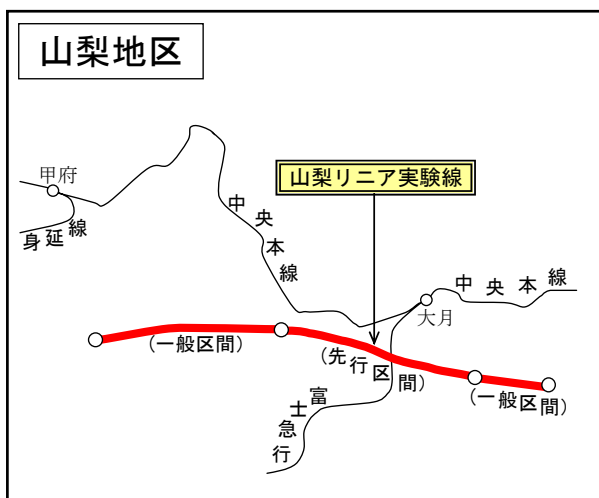 山梨地区
甲府
山梨リニア実験線
身延線
中央本線
中央本線
大月
(一般区間)
(先行区間)
(一般区間)
富士急行